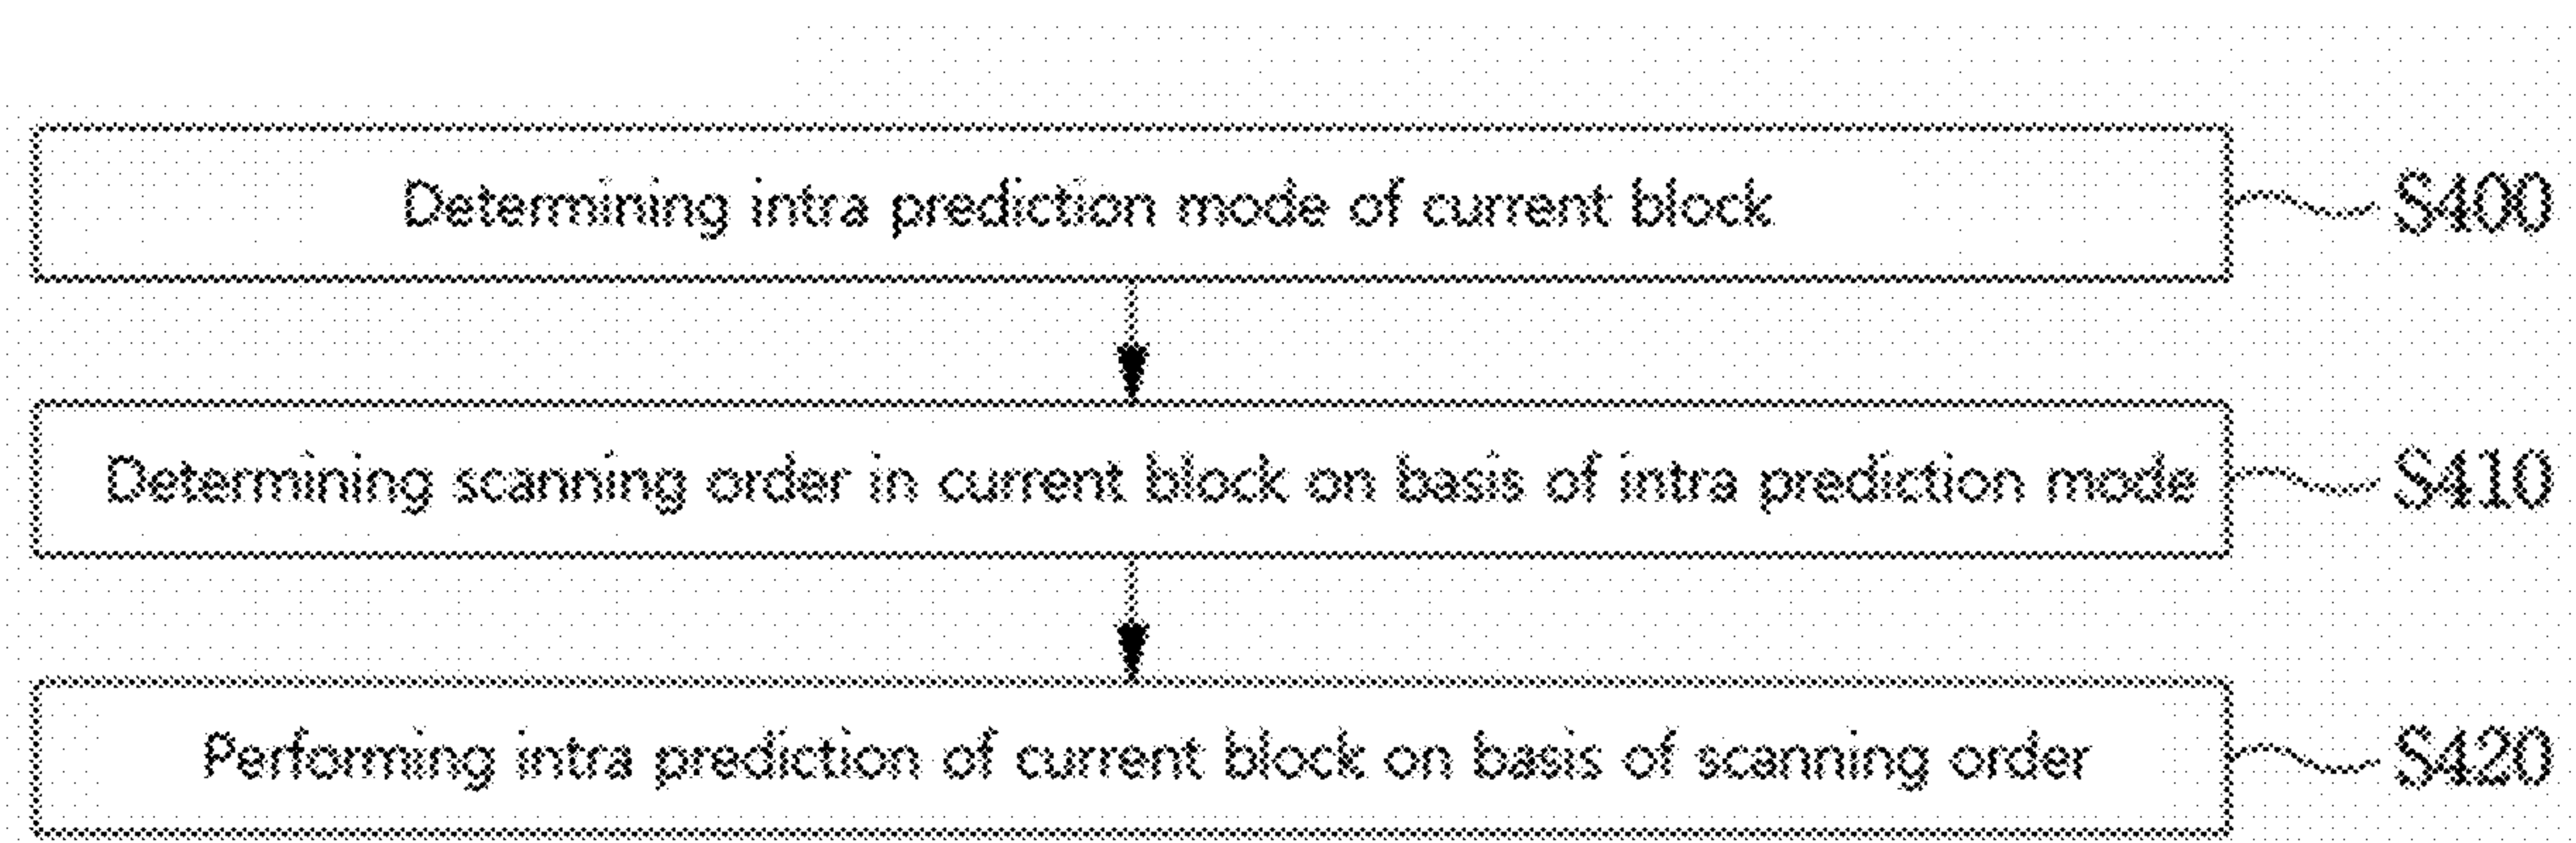 Determining intra prediction mode of current block S400
Determining scanning order in current block on basis of intra prediction mode S410
Performing intra prediction of current block on basis of scanning order S420